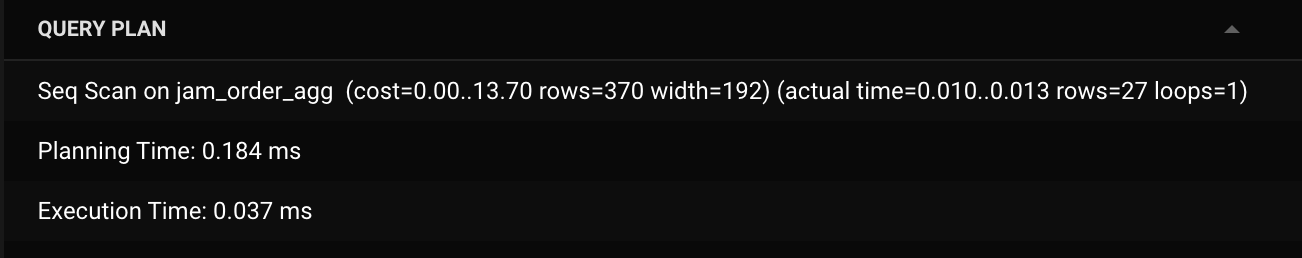 QUERY PLAN
Seq Scan on jam_order_agg  (cost=0.00..13.70 rows=370 width=192) (actual time=0.010..0.013 rows=27 loops=1)
Planning Time: 0.184 ms
Execution Time: 0.037 ms